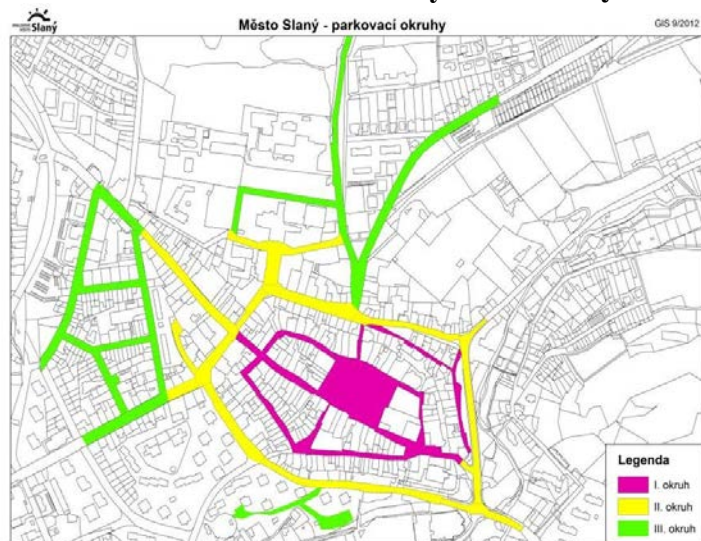 Slaný
Město Slaný - parkovací okruhy
GIS 9/2012
Legenda
I. okruh
II. okruh
III. okruh